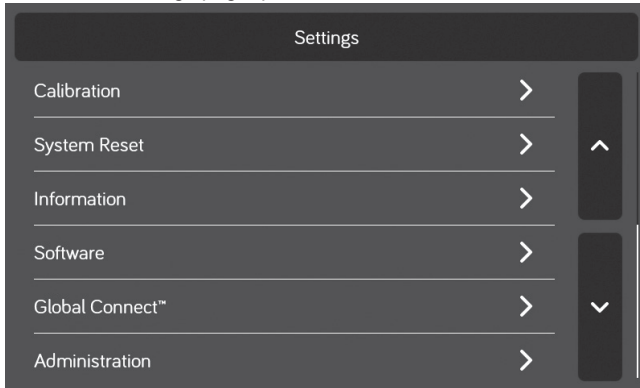 Settings
Calibration
System Reset
Information
Software
Global Connect™
Administration